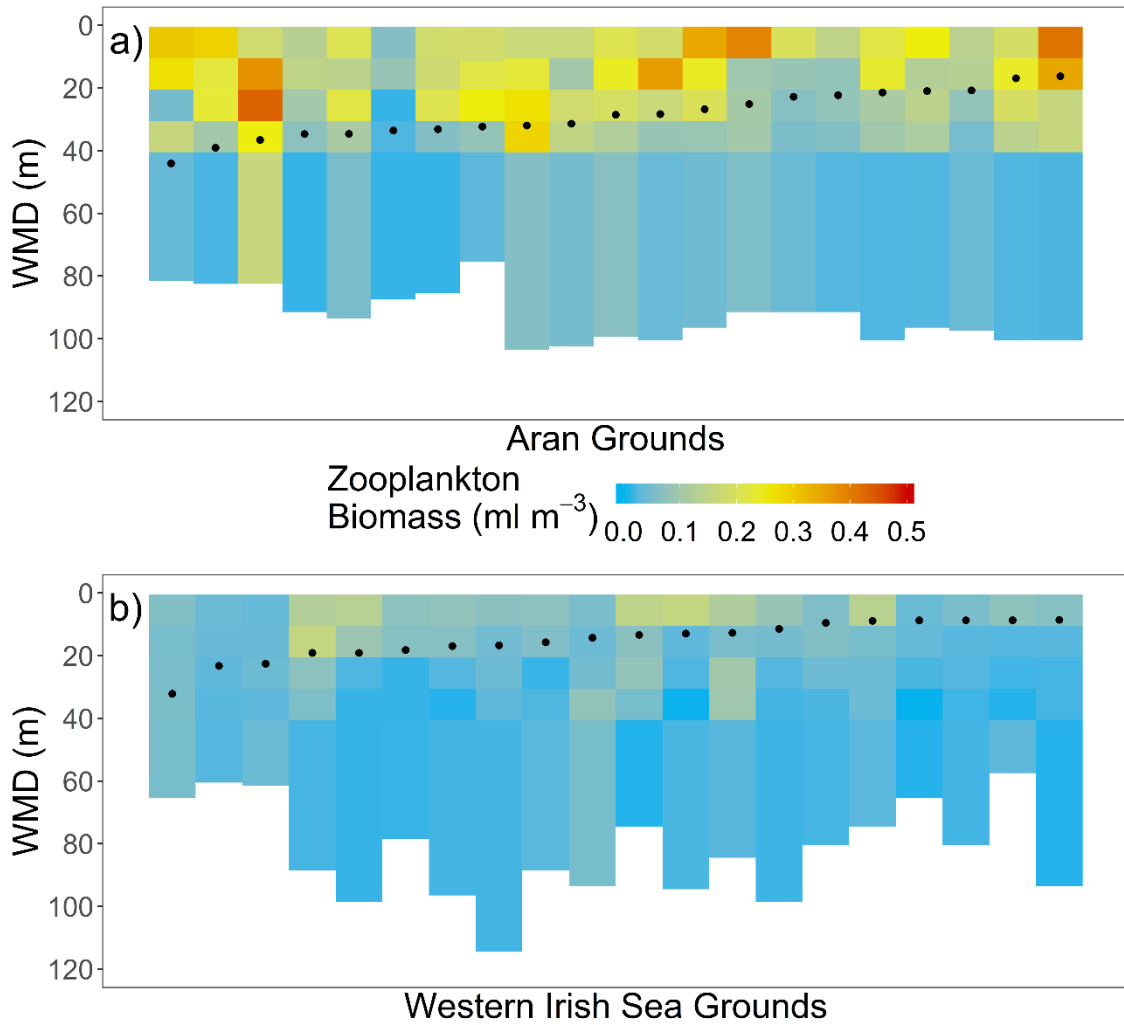 a)
0
20
40
60
80
100
120
WMD (m)
Aran Grounds
Zooplankton
Biomass (ml m⁻³)
0.0 0.1 0.2 0.3 0.4 0.5
b)
0
20
40
60
80
100
120
WMD (m)
Western Irish Sea Grounds